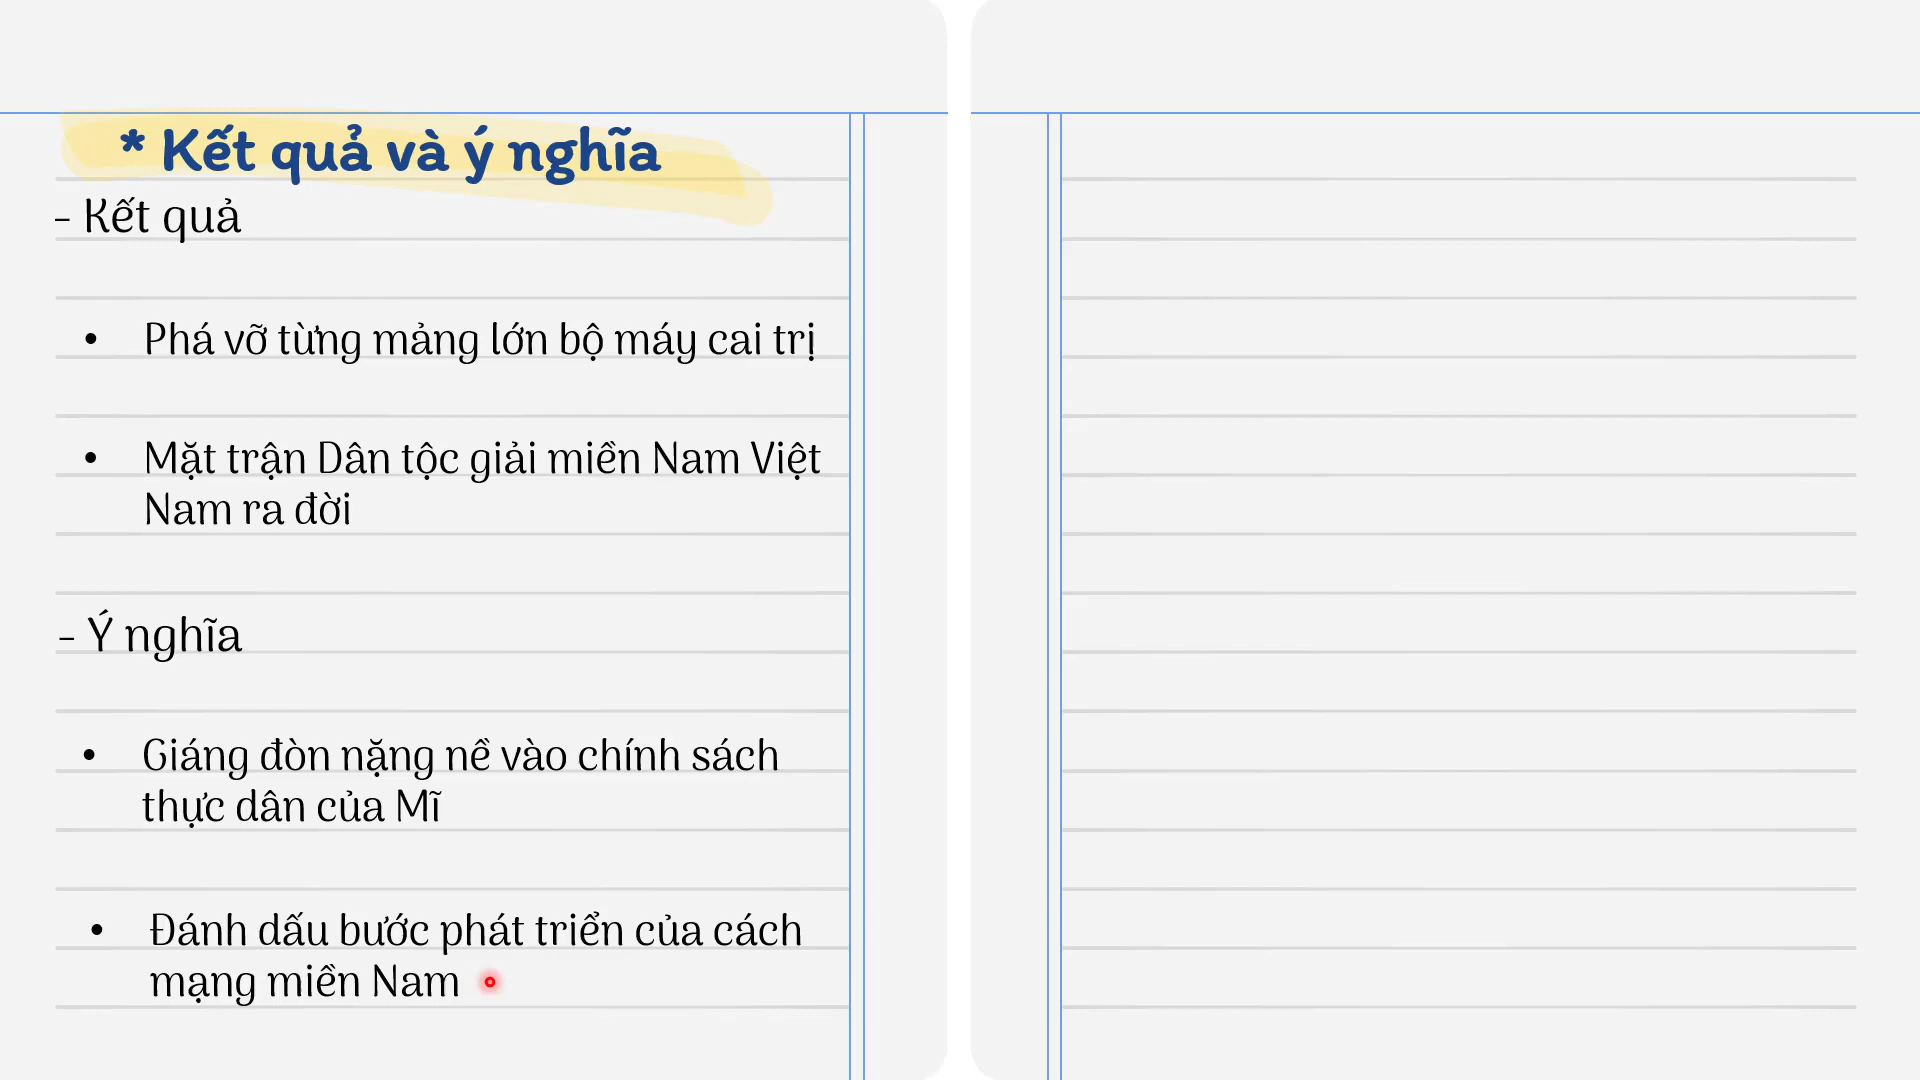 * Kết quả và ý nghĩa
- Kết quả
• Phá vỡ từng mảng lớn bộ máy cai trị
• Mặt trận Dân tộc giải miền Nam Việt
Nam ra đời
- Ý nghĩa
• Giáng đòn nặng nề vào chính sách
thực dân của Mĩ
• Đánh dấu bước phát triển của cách
mạng miền Nam